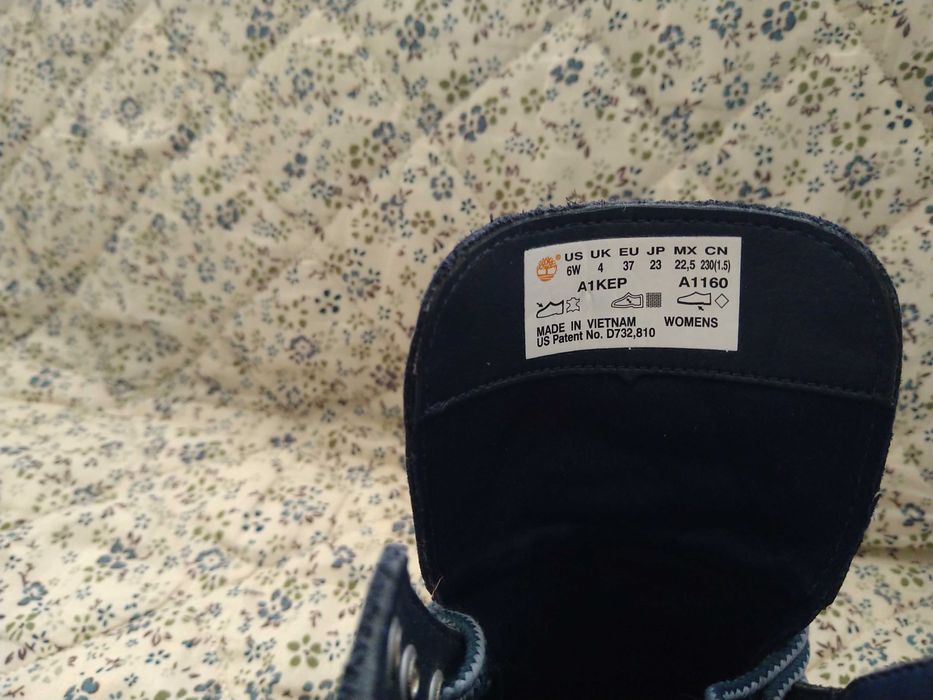 US UK EU JP MX CN
6W 4 37 23 22,5 230(1.5)
A1KEP A1160
MADE IN VIETNAM WOMENS
US Patent No. D732,810